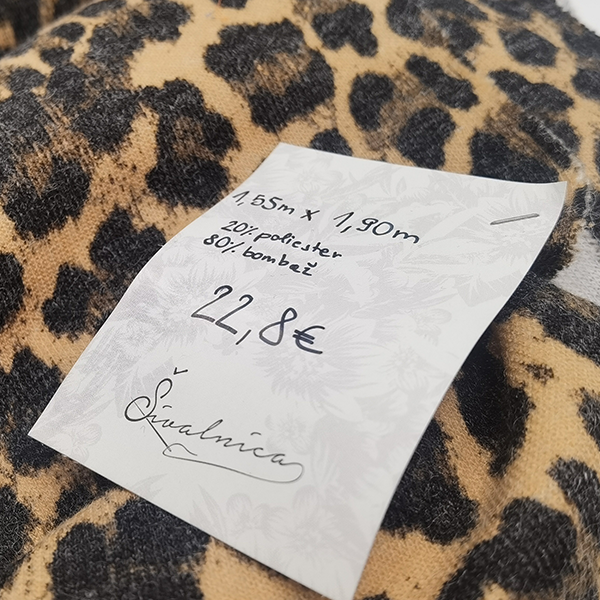 1,55m x 1,90m
20% poliester
80% bombaž
22,8€
Šivalnica